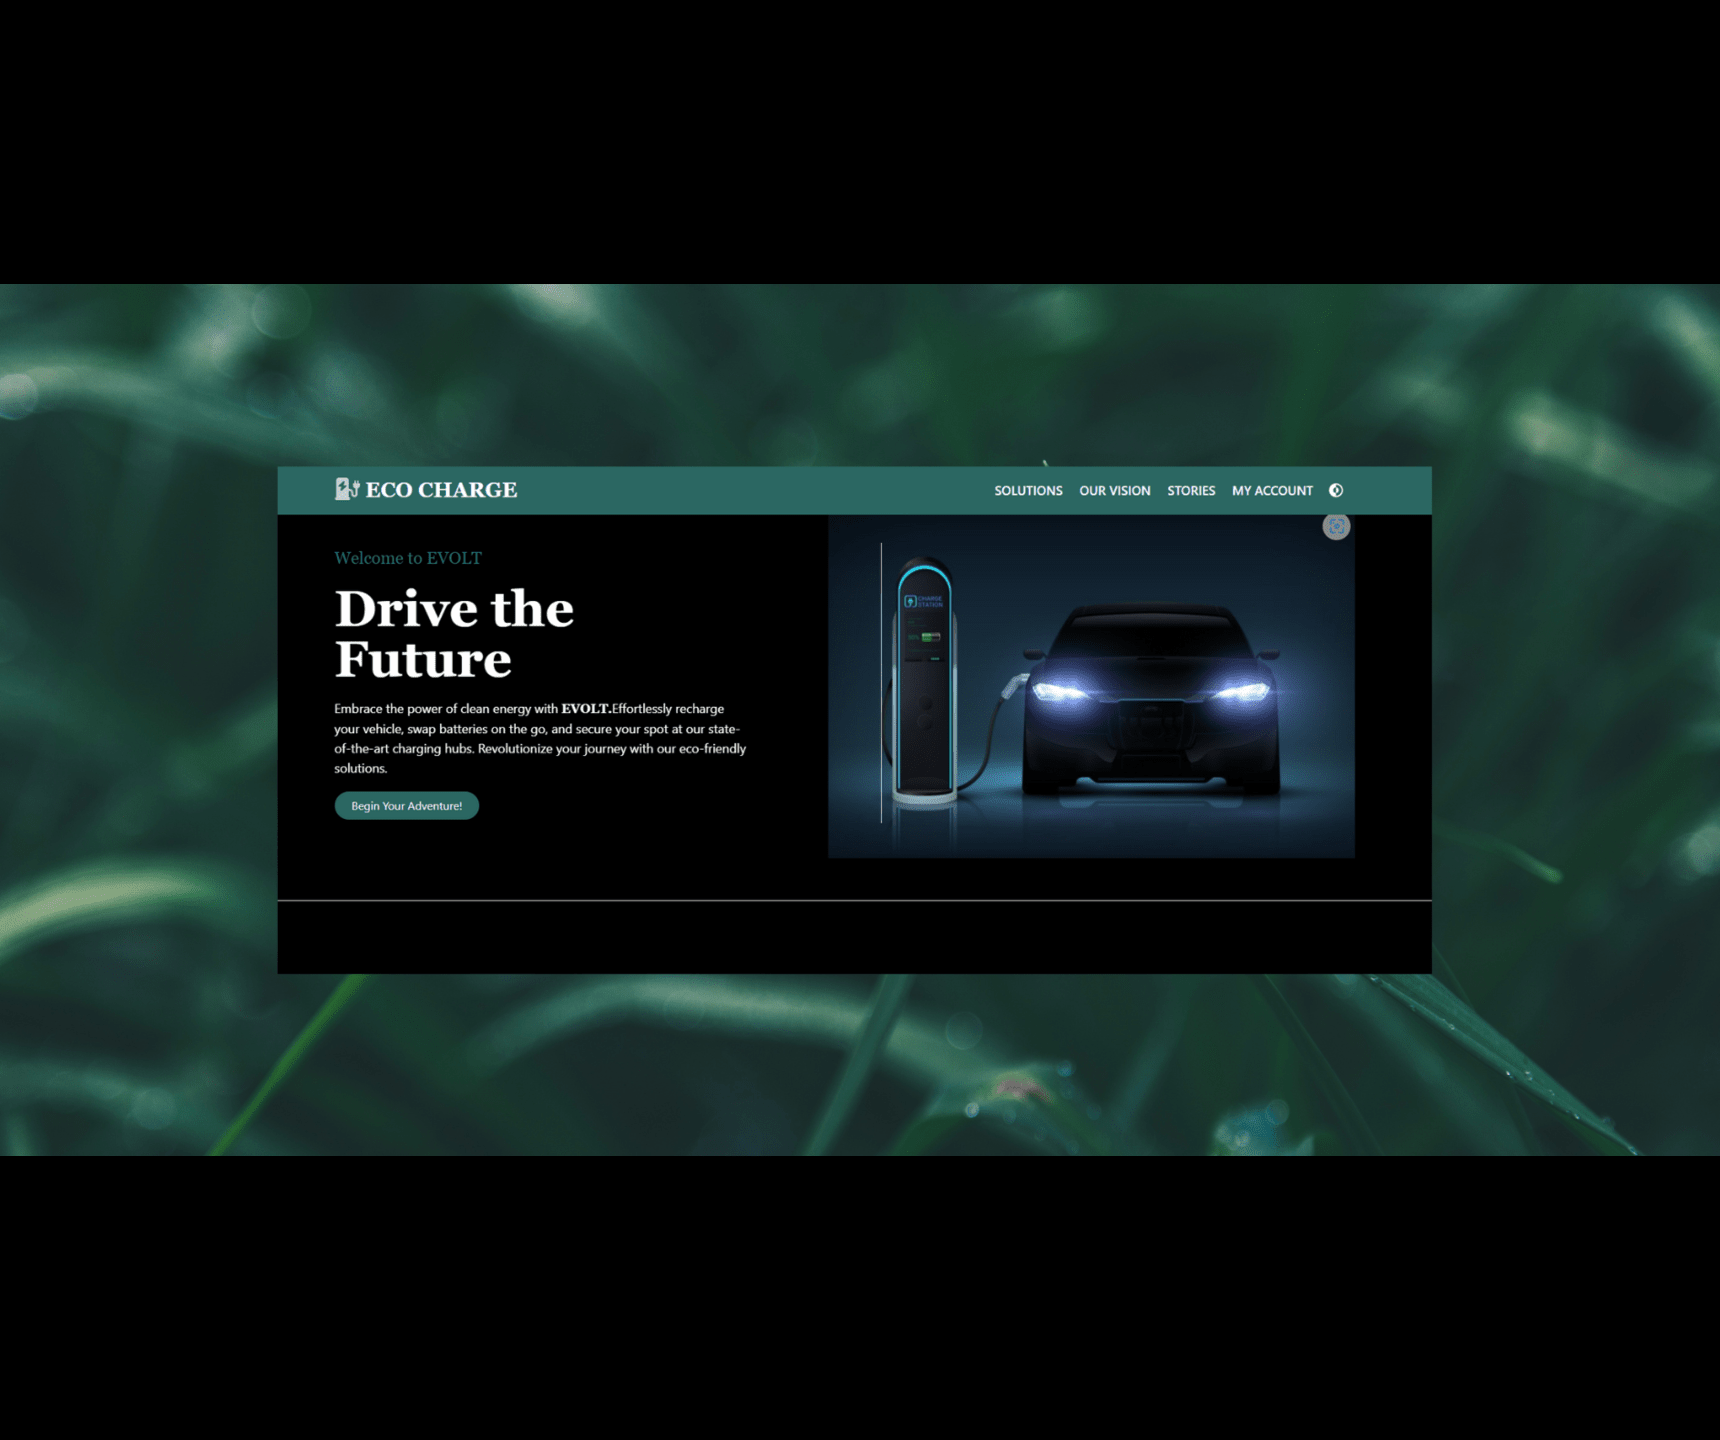 ECO CHARGE
SOLUTIONS OUR VISION STORIES MY ACCOUNT
Welcome to EVOLT
Drive the
Future
Embrace the power of clean energy with EVOLT.Effortlessly recharge
your vehicle, swap batteries on the go, and secure your spot at our state-
of-the-art charging hubs. Revolutionize your journey with our eco-friendly
solutions.
Begin Your Adventure!
CHARGE
STATION